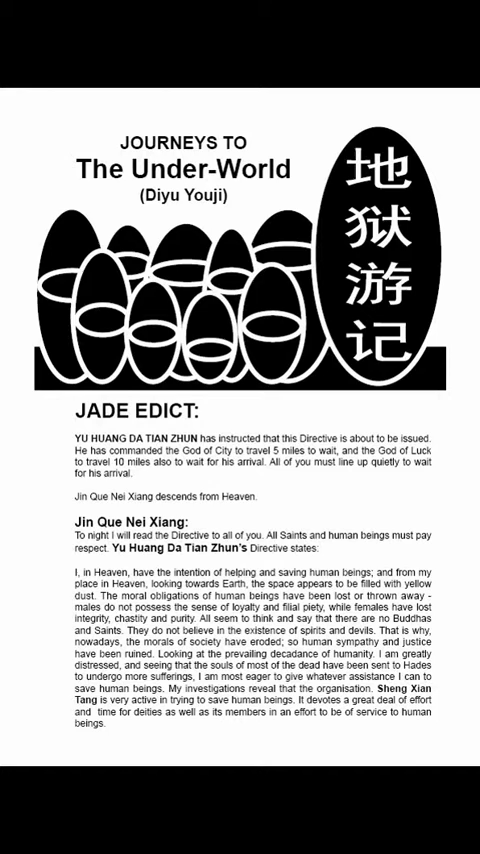 JOURNEYS TO
The Under-World
(Diyu Youji)
地
狱
游
记
JADE EDICT:
YU HUANG DA TIAN ZHUN has instructed that this Directive is about to be issued.
He has commanded the God of City to travel 5 miles to wait, and the God of Luck
to travel 10 miles also to wait for his arrival. All of you must line up quietly to wait
for his arrival.
Jin Que Nei Xiang descends from Heaven.
Jin Que Nei Xiang:
To night I will read the Directive to all of you. All Saints and human beings must pay
respect. Yu Huang Da Tian Zhun's Directive states:
I, in Heaven, have the intention of helping and saving human beings; and from my
place in Heaven, looking towards Earth, the space appears to be filled with yellow
dust. The moral obligations of human beings have been lost or thrown away -
males do not possess the sense of loyalty and filial piety, while females have lost
integrity, chastity and purity. All seem to think and say that there are no Buddhas
and Saints. They do not believe in the existence of spirits and devils. That is why,
nowadays, the morals of society have eroded; so human sympathy and justice
have been ruined. Looking at the prevailing decadance of humanity. I am greatly
distressed, and seeing that the souls of most of the dead have been sent to Hades
to undergo more sufferings, I am most eager to give whatever assistance I can to
save human beings. My investigations reveal that the organisation. Sheng Xian
Tang is very active in trying to save human beings. It devotes a great deal of effort
and time for deities as well as its members in an effort to be of service to human
beings.